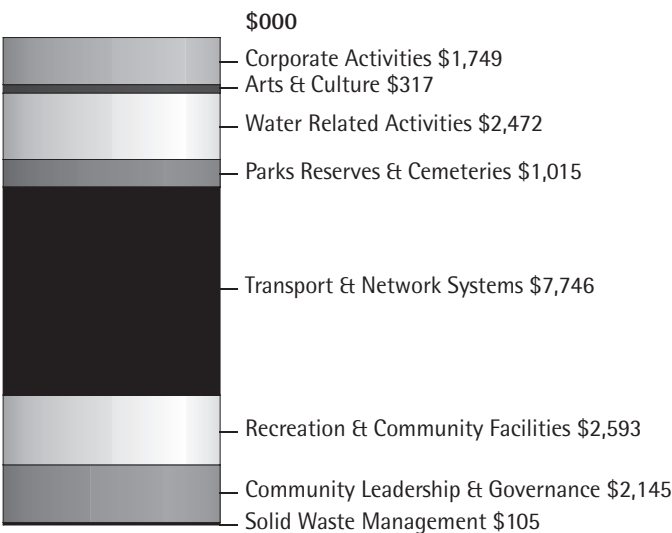 $000
Corporate Activities $1,749
Arts & Culture $317
Water Related Activities $2,472
Parks Reserves & Cemeteries $1,015
Transport & Network Systems $7,746
Recreation & Community Facilities $2,593
Community Leadership & Governance $2,145
Solid Waste Management $105